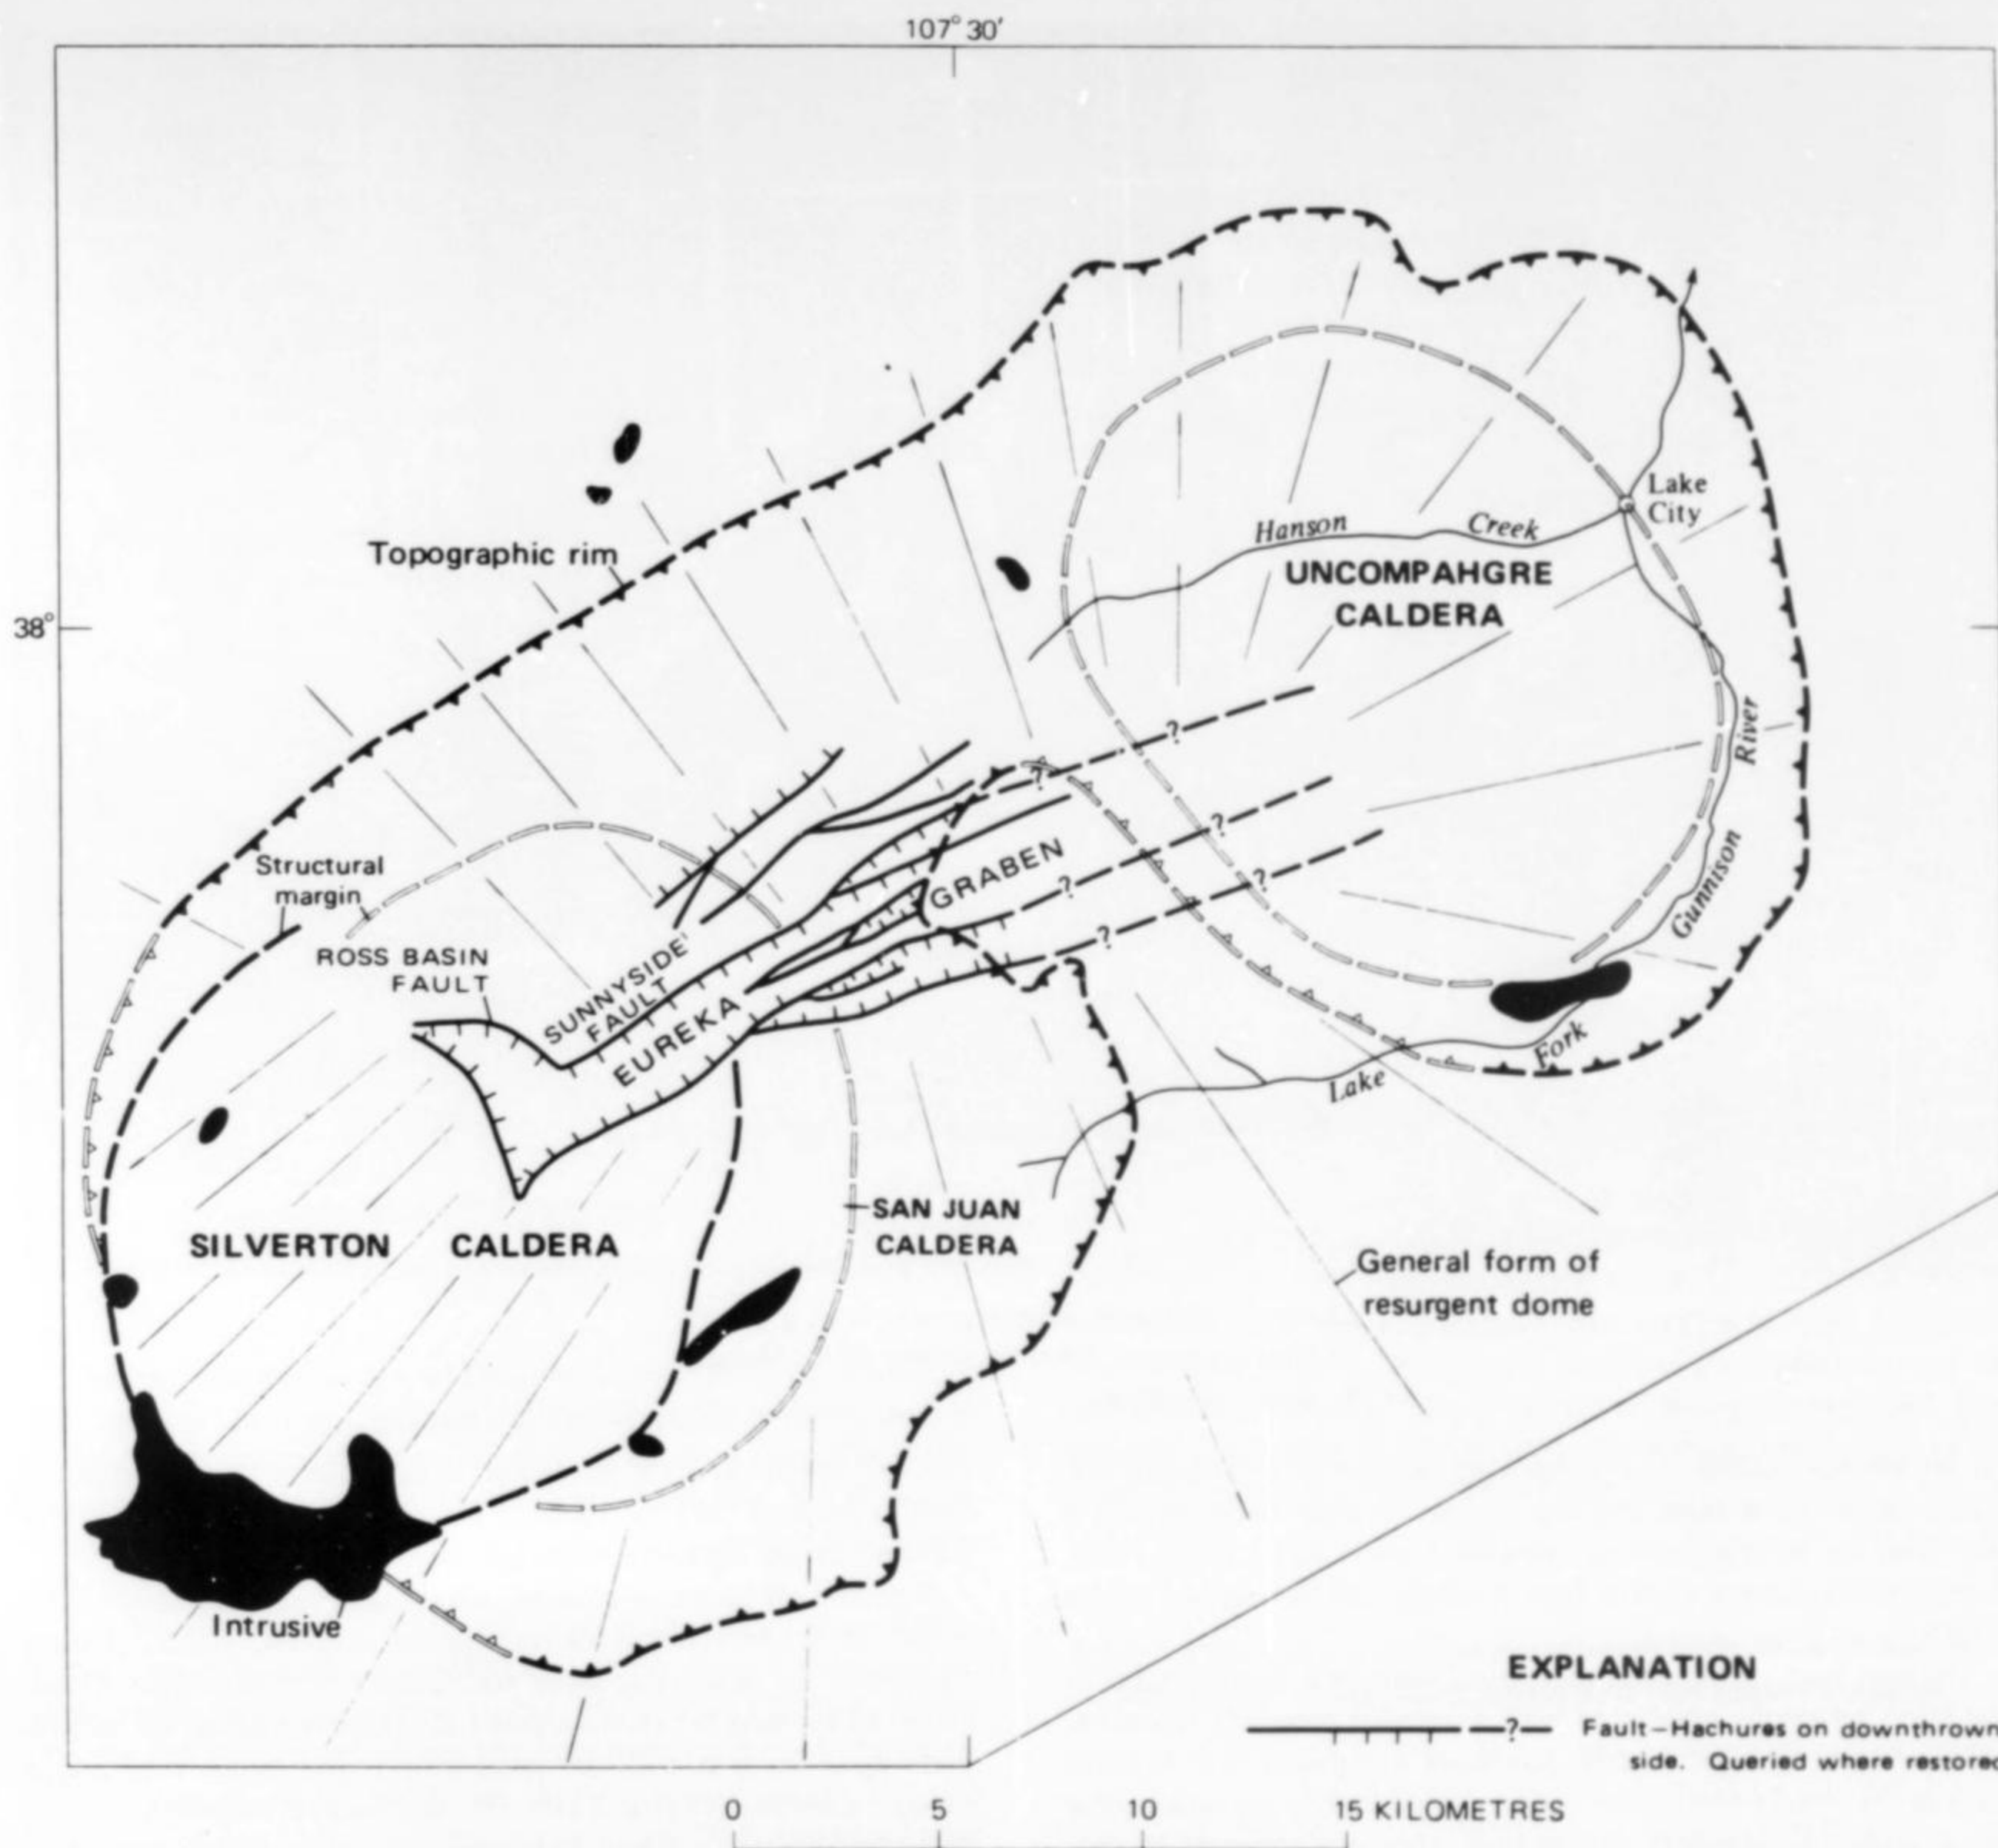 107°30′
Topographic rim
38°
Lake
City
Hanson Creek
UNCOMPAHGRE
CALDERA
River
?
?
?
?
?
?
Structural
margin
GRABEN
Gunnison
ROSS BASIN
FAULT
SUNNYSIDE
FAULT
EUREKA
Fork
Lake
SAN JUAN
CALDERA
SILVERTON CALDERA
General form of
resurgent dome
Intrusive
EXPLANATION
? Fault—Hachures on downthrown
side. Queried where restored
0 5 10 15 KILOMETRES